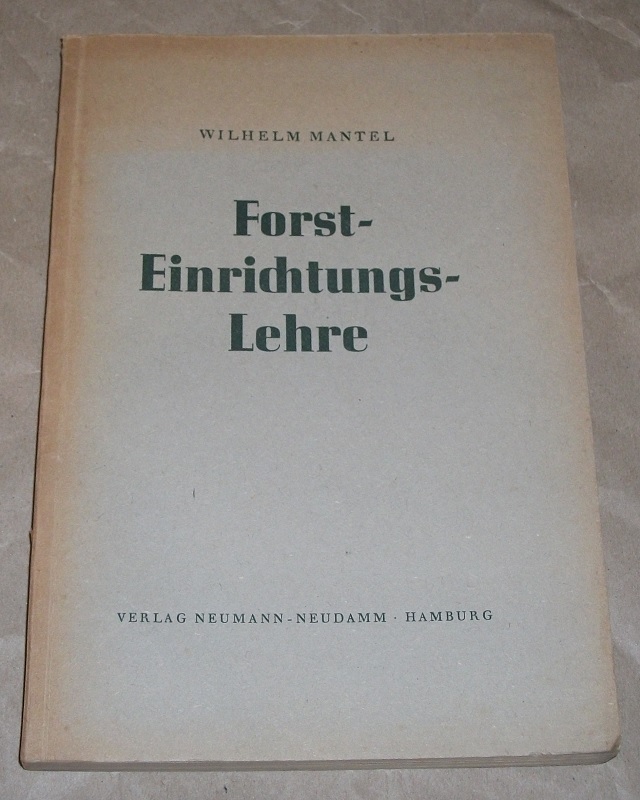 WILHELM MANTEL
Forst-
Einrichtungs-
Lehre
VERLAG NEUMANN-NEUDAMM · HAMBURG